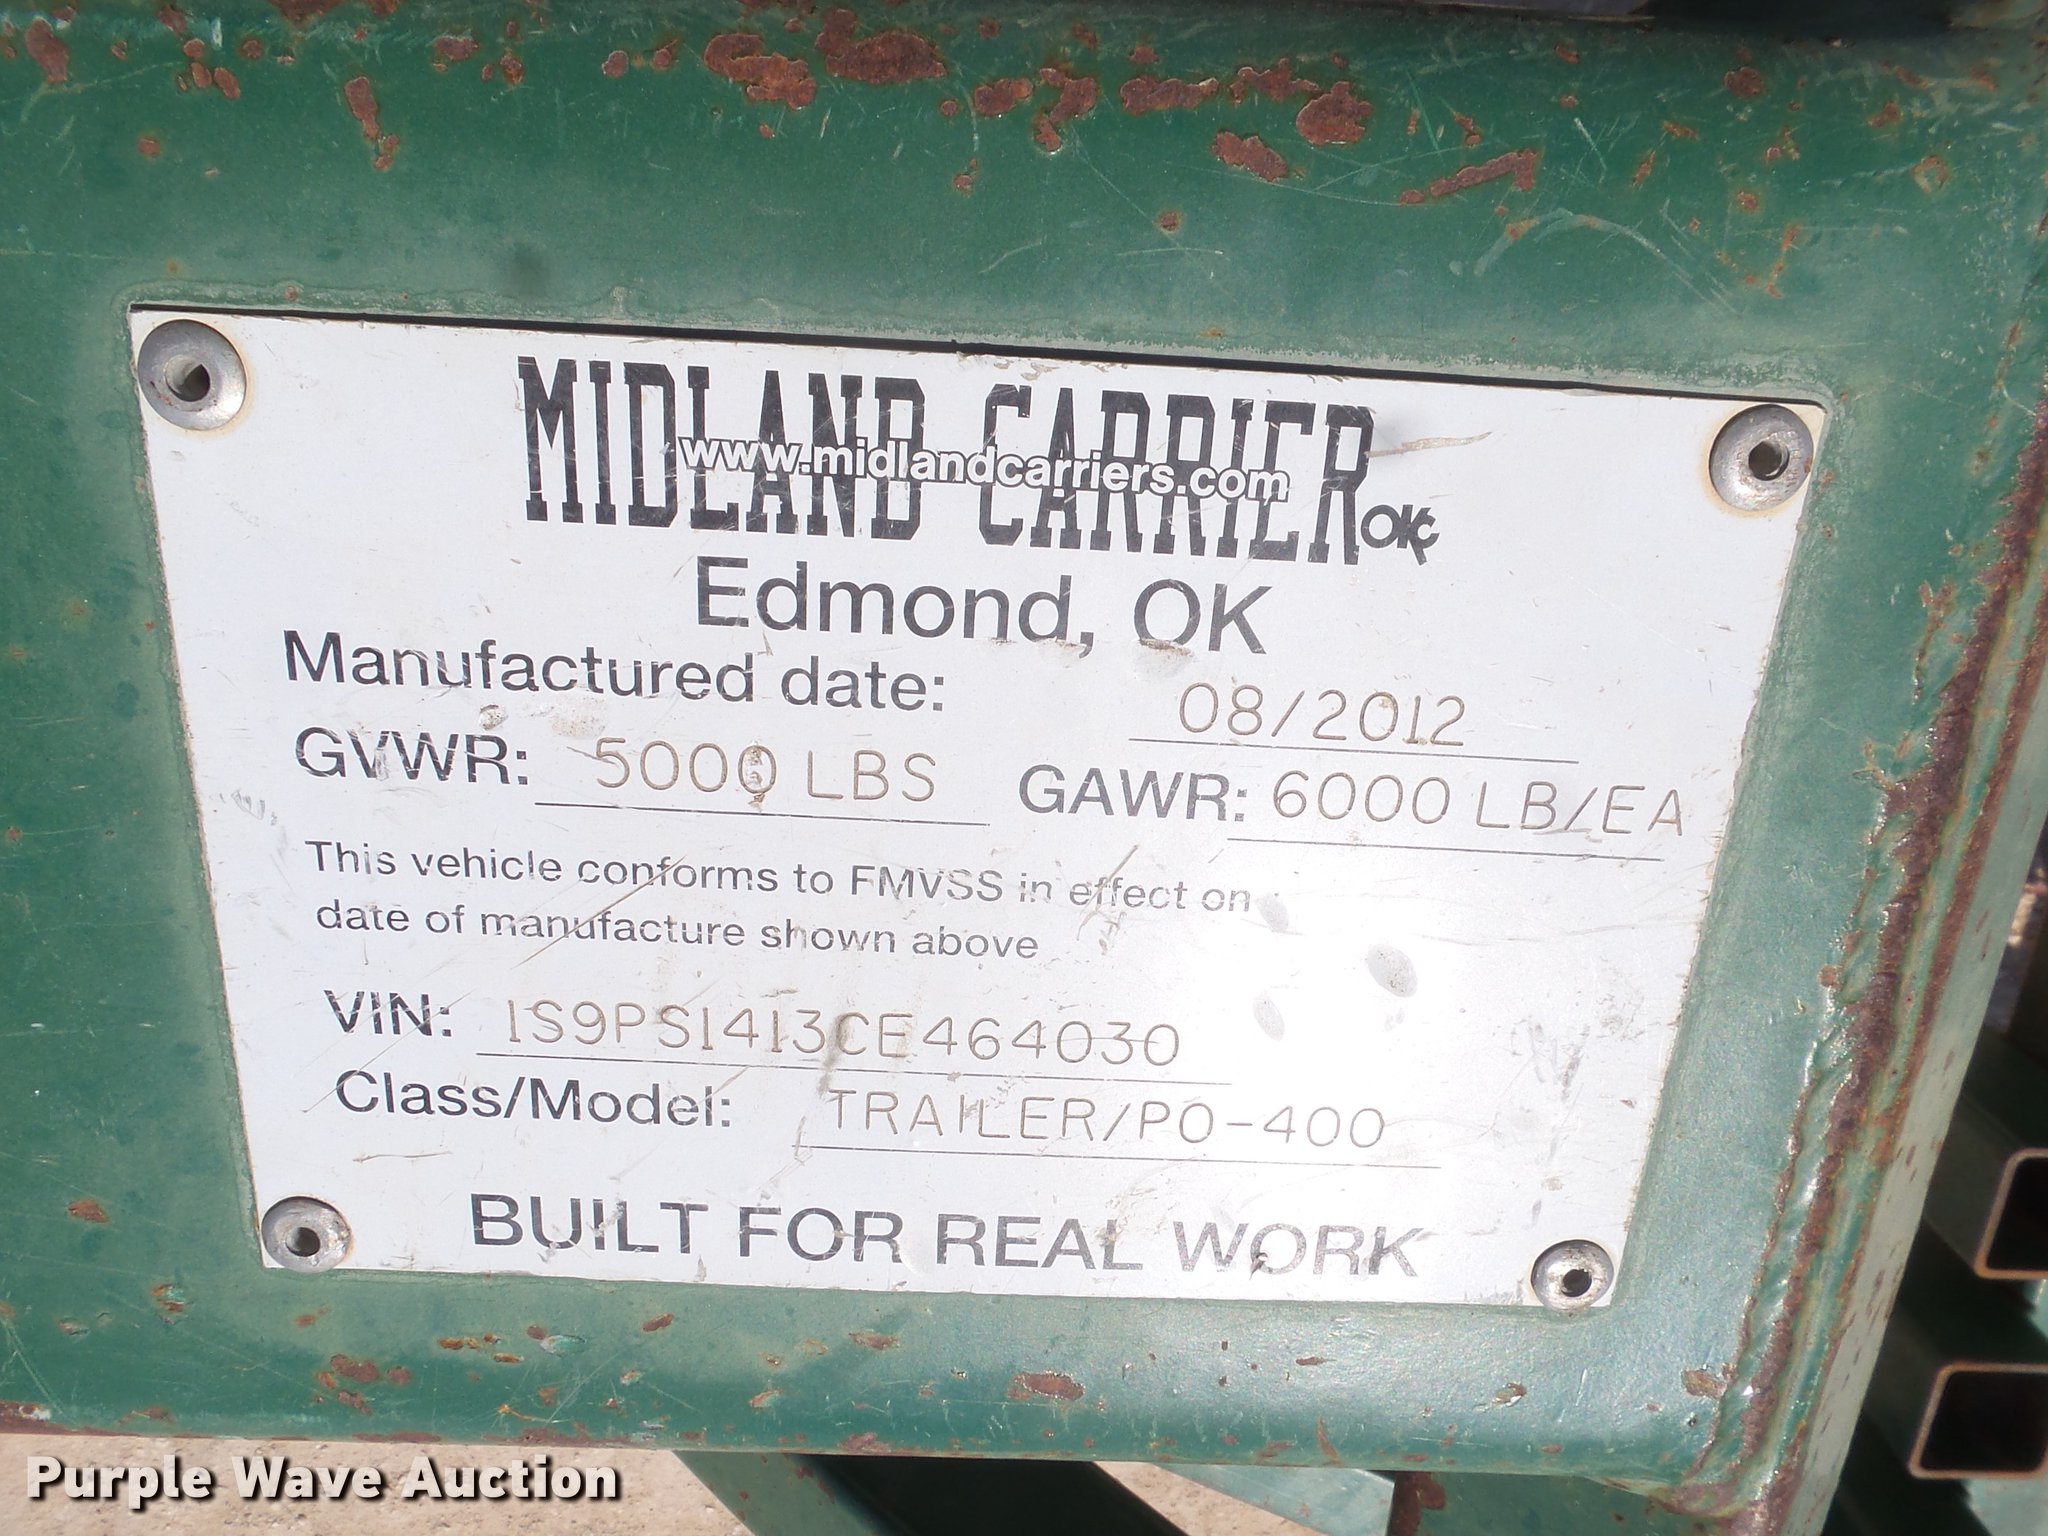 MIDLAND CARRIER OKC
www.midlandcarriers.com
Edmond, OK
Manufactured date: 08/2012
GVWR: 5000 LBS GAWR: 6000 LB/EA
This vehicle conforms to FMVSS in effect on
date of manufacture shown above
VIN: 1S9PS1413CE464030
Class/Model: TRAILER/PO-400
BUILT FOR REAL WORK
Purple Wave Auction